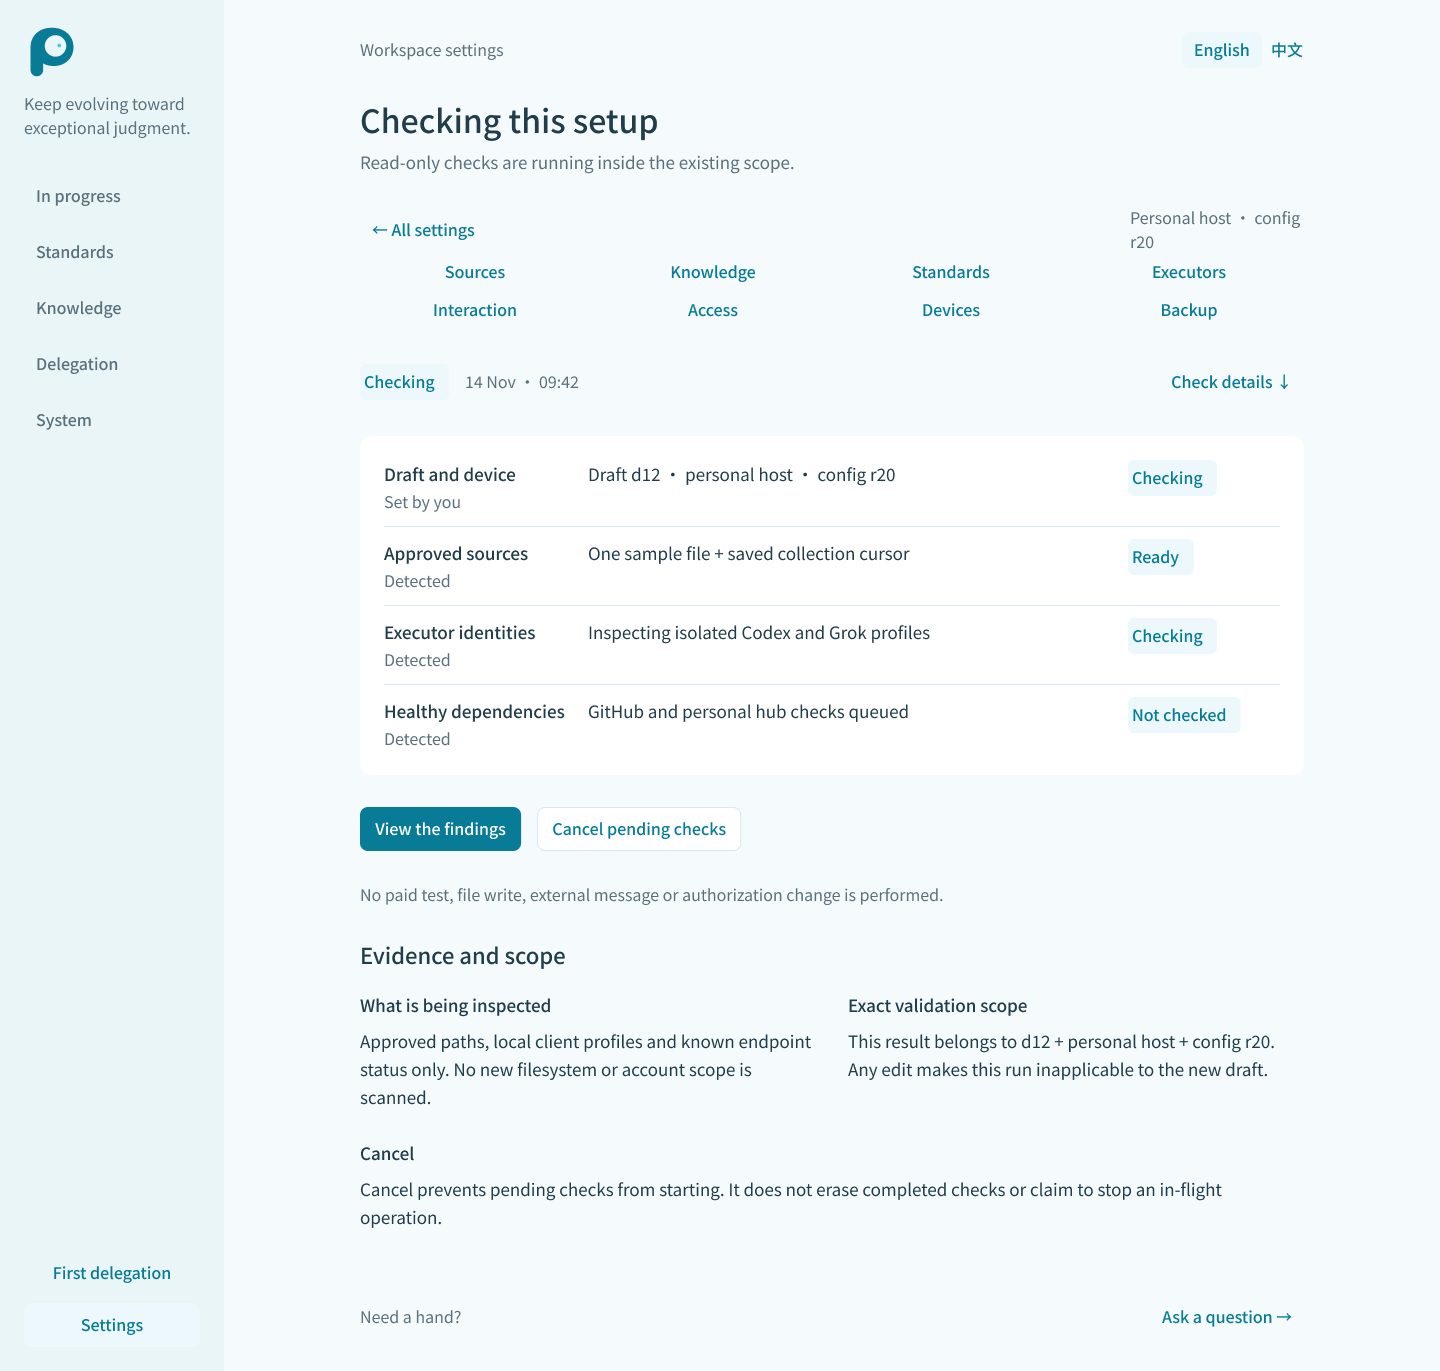 Keep evolving toward
exceptional judgment.
In progress
Standards
Knowledge
Delegation
System
First delegation
Settings
Workspace settings
English 中文
Checking this setup
Read-only checks are running inside the existing scope.
← All settings
Personal host • config
r20
Sources Knowledge Standards Executors
Interaction Access Devices Backup
Checking 14 Nov • 09:42 Check details ↓
Draft and device Draft d12 • personal host • config r20 Checking
Set by you
Approved sources One sample file + saved collection cursor Ready
Detected
Executor identities Inspecting isolated Codex and Grok profiles Checking
Detected
Healthy dependencies GitHub and personal hub checks queued Not checked
Detected
View the findings Cancel pending checks
No paid test, file write, external message or authorization change is performed.
Evidence and scope
What is being inspected
Approved paths, local client profiles and known endpoint
status only. No new filesystem or account scope is
scanned.
Exact validation scope
This result belongs to d12 + personal host + config r20.
Any edit makes this run inapplicable to the new draft.
Cancel
Cancel prevents pending checks from starting. It does not erase completed checks or claim to stop an in-flight
operation.
Need a hand? Ask a question →